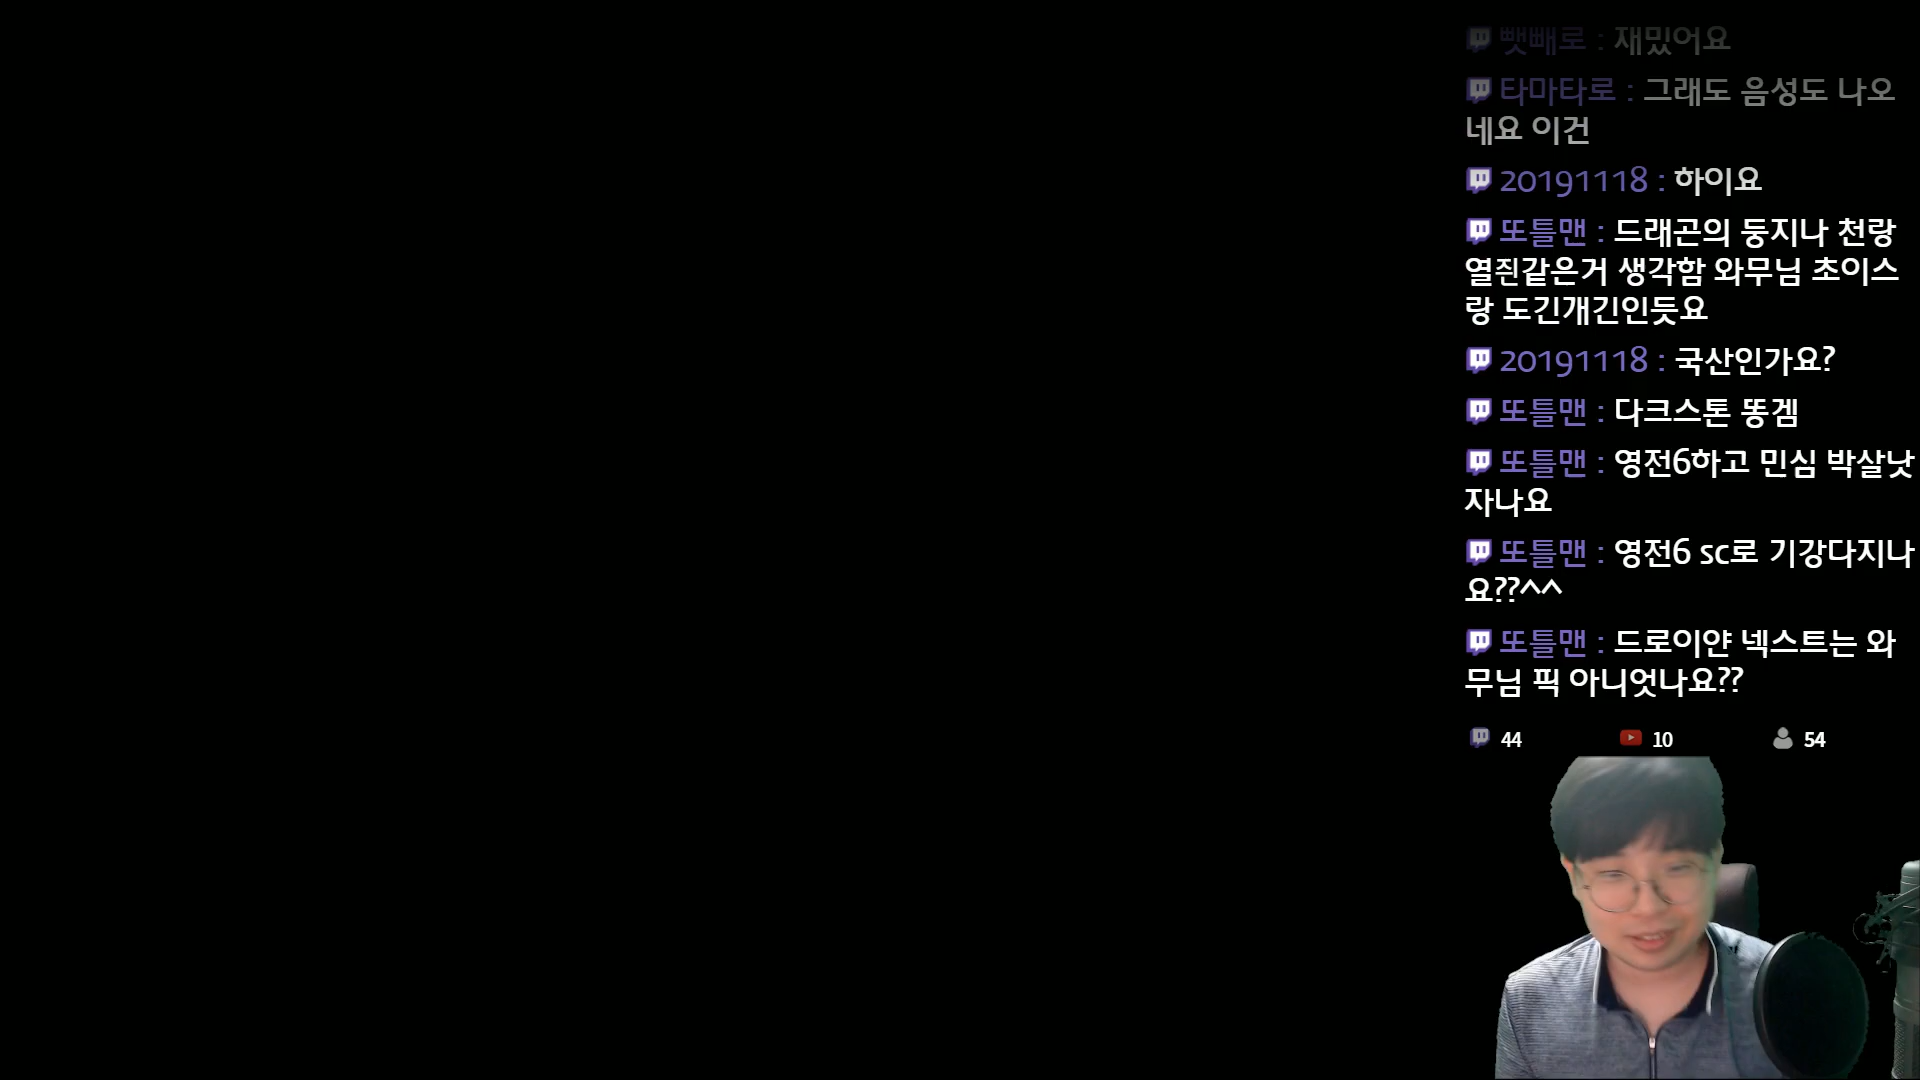 뺏빼로 : 재밌어요
타마타로 : 그래도 음성도 나오
네요 이건
20191118 : 하이요
또틀맨 : 드래곤의 둥지나 천랑
열죈같은거 생각함 와무님 초이스
랑 도긴개긴인듯요
20191118 : 국산인가요?
또틀맨 : 다크스톤 똥겜
또틀맨 : 영전6하고 민심 박살낫
자나요
또틀맨 : 영전6 sc로 기강다지나
요??^^
또틀맨 : 드로이얀 넥스트는 와
무님 픽 아니엇나요??
44 10 54